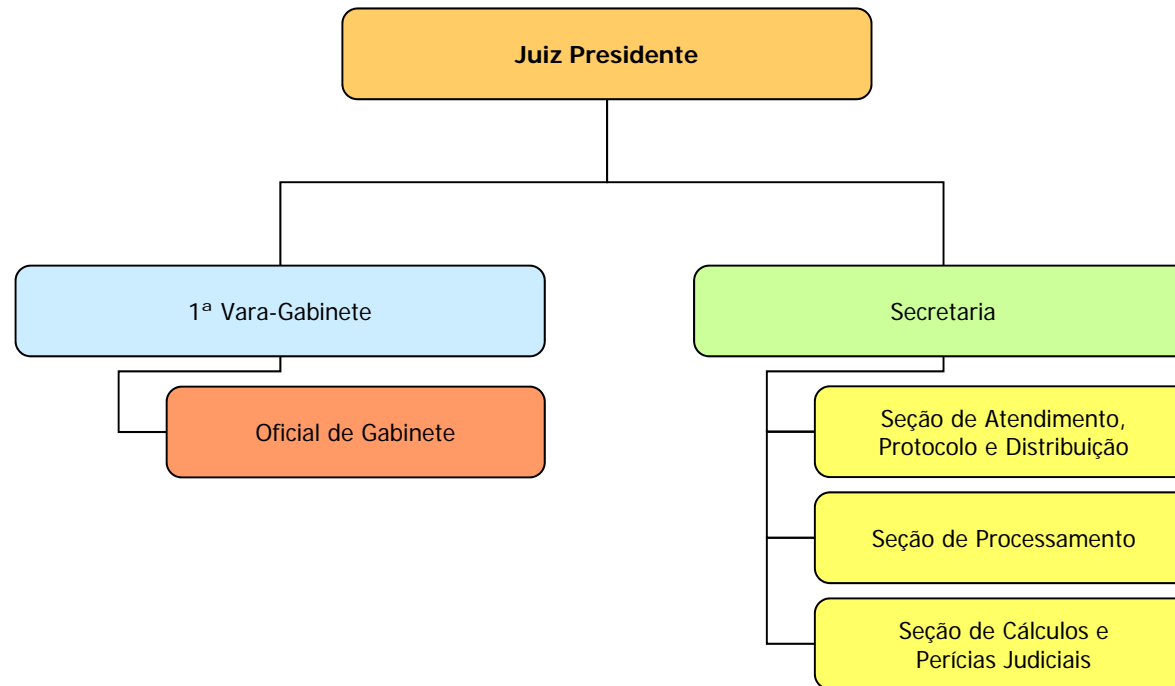 Juiz Presidente
1ª Vara-Gabinete
Secretaria
Oficial de Gabinete
Seção de Atendimento,
Protocolo e Distribuição
Seção de Processamento
Seção de Cálculos e
Perícias Judiciais